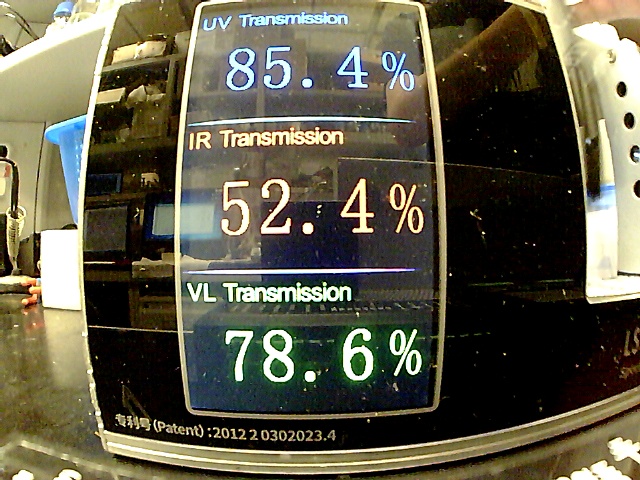 UV Transmission
85.4%
IR Transmission
52.4%
VL Transmission
78.6%
专利号(Patent):2012 2 0302023.4
LS